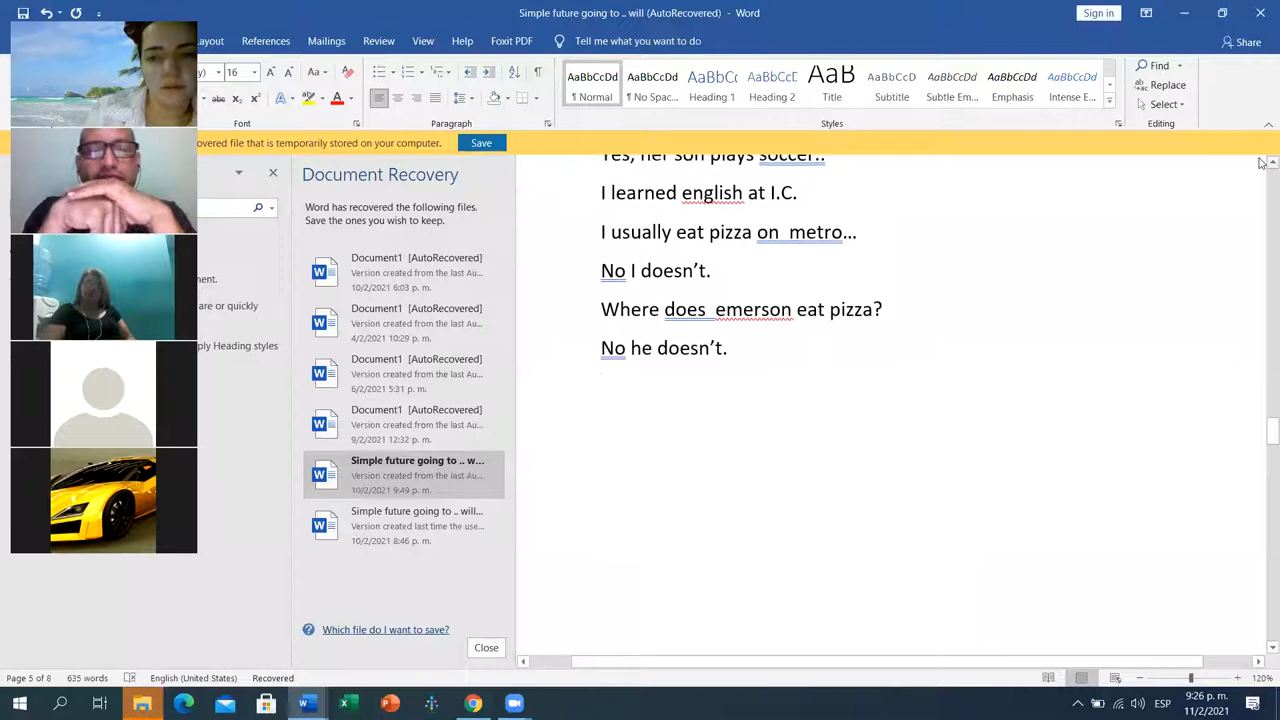 Simple future going to .. will (AutoRecovered) - Word
Sign in
Layout References Mailings Review View Help Foxit PDF Tell me what you want to do
Share
16 A A Aa
AaBbCcDd AaBbCcDd AaBbC AaBbCcD AaB AaBbCcD AaBbCcDd AaBbCcDd AaBbCcDd
¶ Normal ¶ No Spac... Heading 1 Heading 2 Title Subtitle Subtle Em... Emphasis Intense E...
Find
Replace
Select
Font Paragraph Styles Editing
overed file that is temporarily stored on your computer. Save
Document Recovery
Word has recovered the following files.
Save the ones you wish to keep.
Document1 [AutoRecovered]
Version created from the last Au...
10/2/2021 6:03 p. m.
Document1 [AutoRecovered]
Version created from the last Au...
4/2/2021 10:29 p. m.
Document1 [AutoRecovered]
Version created from the last Au...
6/2/2021 5:31 p. m.
Document1 [AutoRecovered]
Version created from the last Au...
9/2/2021 12:32 p. m.
Simple future going to .. w...
Version created from the last Au...
10/2/2021 9:49 p. m.
Simple future going to .. will...
Version created last time the use...
10/2/2021 8:46 p. m.
Which file do I want to save?
Close
ment.
are or quickly
ply Heading styles
Yes, her son plays soccer..
I learned english at I.C.
I usually eat pizza on metro...
No I doesn't.
Where does emerson eat pizza?
No he doesn't.
Page 5 of 8 635 words English (United States) Recovered
120%
ESP
9:26 p. m.
11/2/2021